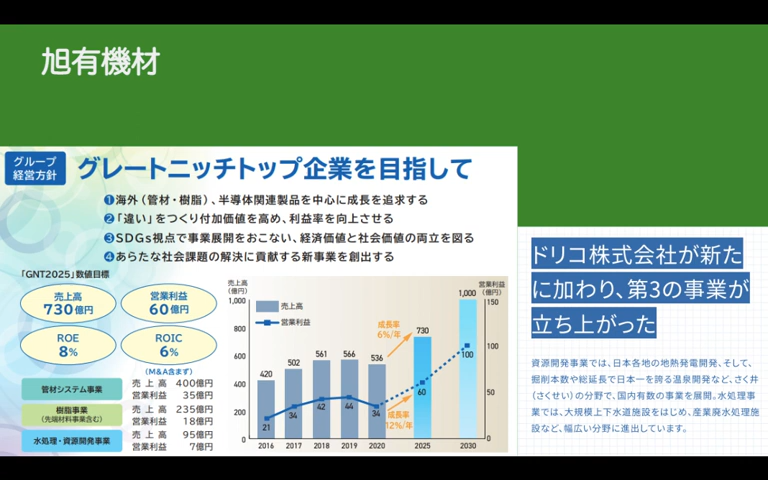 旭有機材
グループ
経営方針
グレートニッチトップ企業を目指して
❶海外（管材・樹脂）、半導体関連製品を中心に成長を追求する
❷「違い」をつくり付加価値を高め、利益率を向上させる
❸SDGs視点で事業展開をおこない、経済価値と社会価値の両立を図る
❹あらたな社会課題の解決に貢献する新事業を創出する
「GNT2025」数値目標
売上高
730億円
営業利益
60億円
ROE
8%
ROIC
6%
（M&A含まず）
管材システム事業
売上高 400億円
営業利益 35億円
樹脂事業
（先端材料事業含む）
売上高 235億円
営業利益 18億円
水処理・資源開発事業
売上高 95億円
営業利益 7億円
売上高
（億円）
営業利益
（億円）
売上高
営業利益
1,000
800
600
400
200
0
150
100
50
0
420
502
561
566
536
730
1,000
21
34
42
44
34
60
100
成長率
6%/年
成長率
12%/年
2016 2017 2018 2019 2020 2025 2030
ドリコ株式会社が新た
に加わり、第3の事業が
立ち上がった
資源開発事業では、日本各地の地熱発電開発、そして、
掘削本数や総延長で日本一を誇る温泉開発など、さく井
（さくせい）の分野で、国内有数の事業を展開。水処理事
業では、大規模上下水道施設をはじめ、産業廃水処理施
設など、幅広い分野に進出しています。